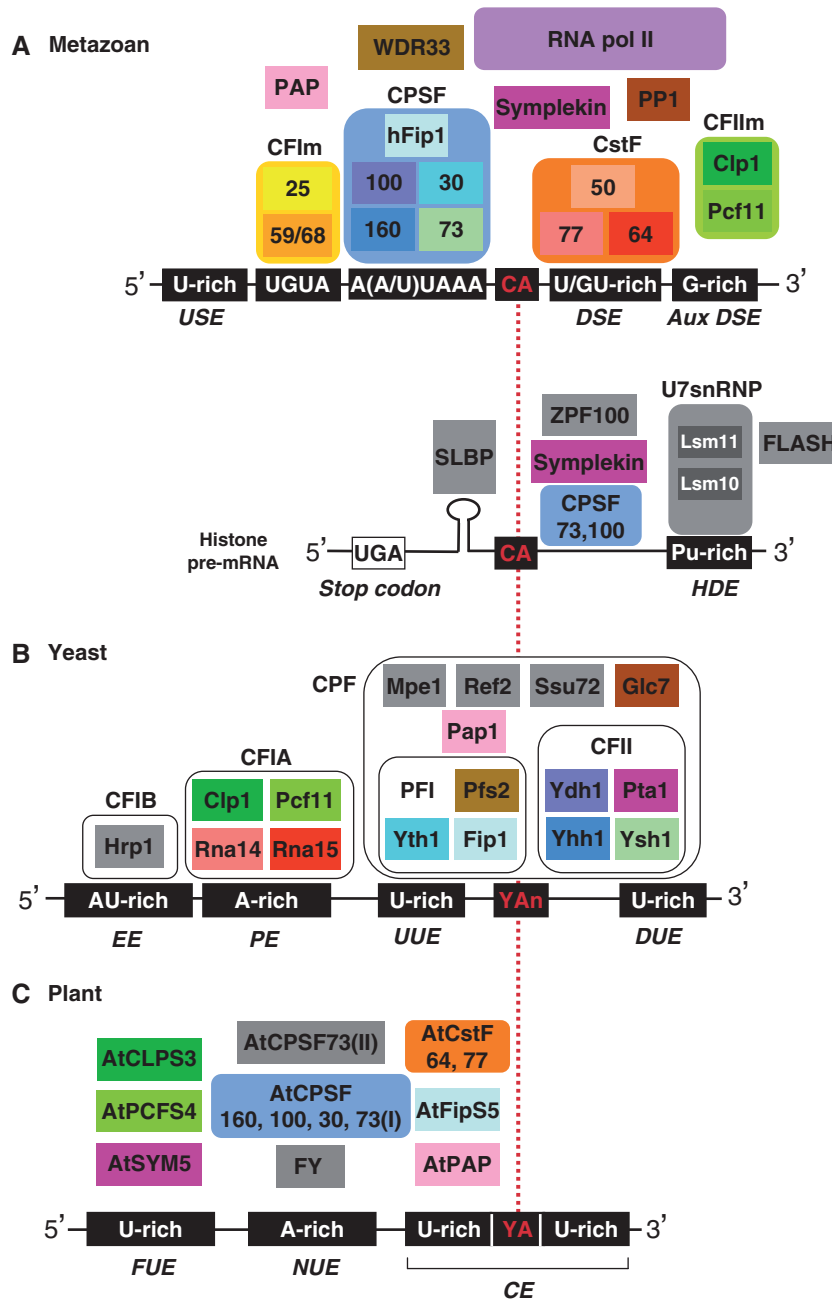 A Metazoan
WDR33
RNA pol II
PAP
CPSF
Symplekin
PP1
CFIm
hFip1
CstF
CFIIm
25
100
30
50
Clp1
59/68
160
73
77
64
Pcf11
5’ U-rich UGUA A(A/U)UAAA CA U/GU-rich G-rich 3’
USE DSE Aux DSE
U7snRNP
ZPF100
SLBP
Symplekin
Lsm11
FLASH
Lsm10
CPSF
73,100
Histone
pre-mRNA
5’ UGA CA Pu-rich 3’
Stop codon HDE
B Yeast
CPF
Mpe1
Ref2
Ssu72
Glc7
Pap1
CFIA
CFII
CFIB
Clp1
Pcf11
PFI
Pfs2
Ydh1
Pta1
Hrp1
Rna14
Rna15
Yth1
Fip1
Yhh1
Ysh1
5’ AU-rich A-rich U-rich YAn U-rich 3’
EE PE UUE DUE
C Plant
AtCLPS3
AtCPSF73(II)
AtCstF
64, 77
AtPCFS4
AtCPSF
160, 100, 30, 73(I)
AtFipS5
AtSYM5
FY
AtPAP
5’ U-rich A-rich U-rich YA U-rich 3’
FUE NUE CE